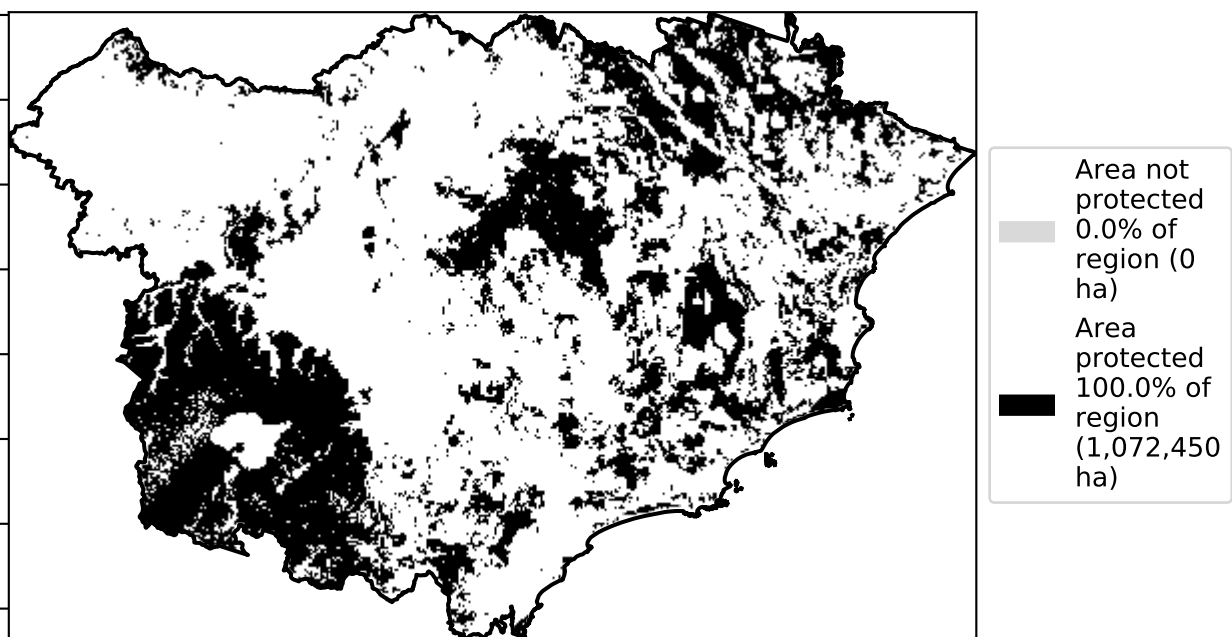 Area not
protected
0.0% of
region (0
ha)
Area
protected
100.0% of
region
(1,072,450
ha)